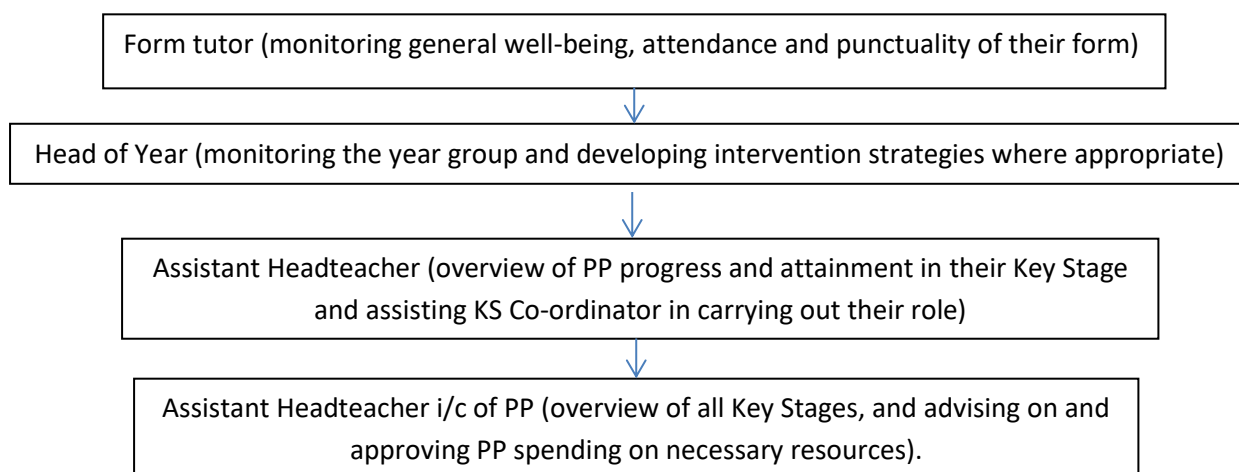 Form tutor (monitoring general well-being, attendance and punctuality of their form)
Head of Year (monitoring the year group and developing intervention strategies where appropriate)
Assistant Headteacher (overview of PP progress and attainment in their Key Stage
and assisting KS Co-ordinator in carrying out their role)
Assistant Headteacher i/c of PP (overview of all Key Stages, and advising on and
approving PP spending on necessary resources).